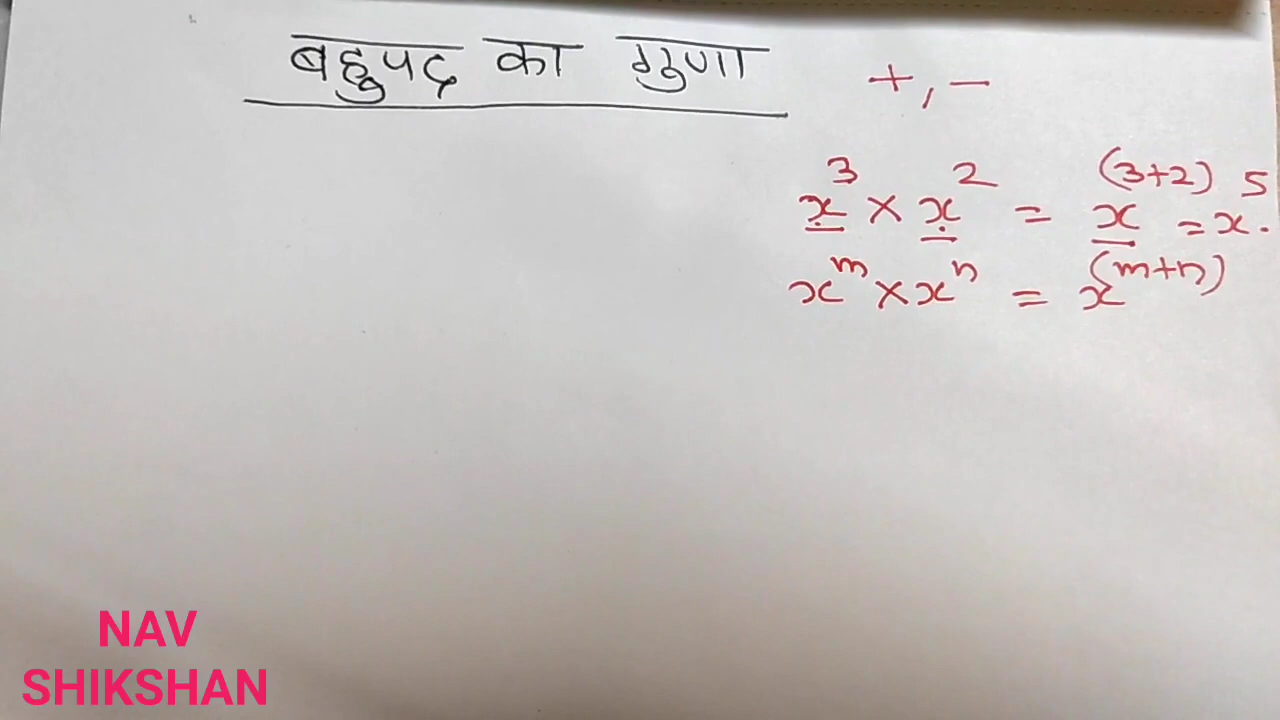 बहुपद का गुणा
+, -
x³ × x² = x⁽³⁺²⁾ = x⁵.
xᵐ × xⁿ = x⁽ᵐ⁺ⁿ⁾
NAV
SHIKSHAN